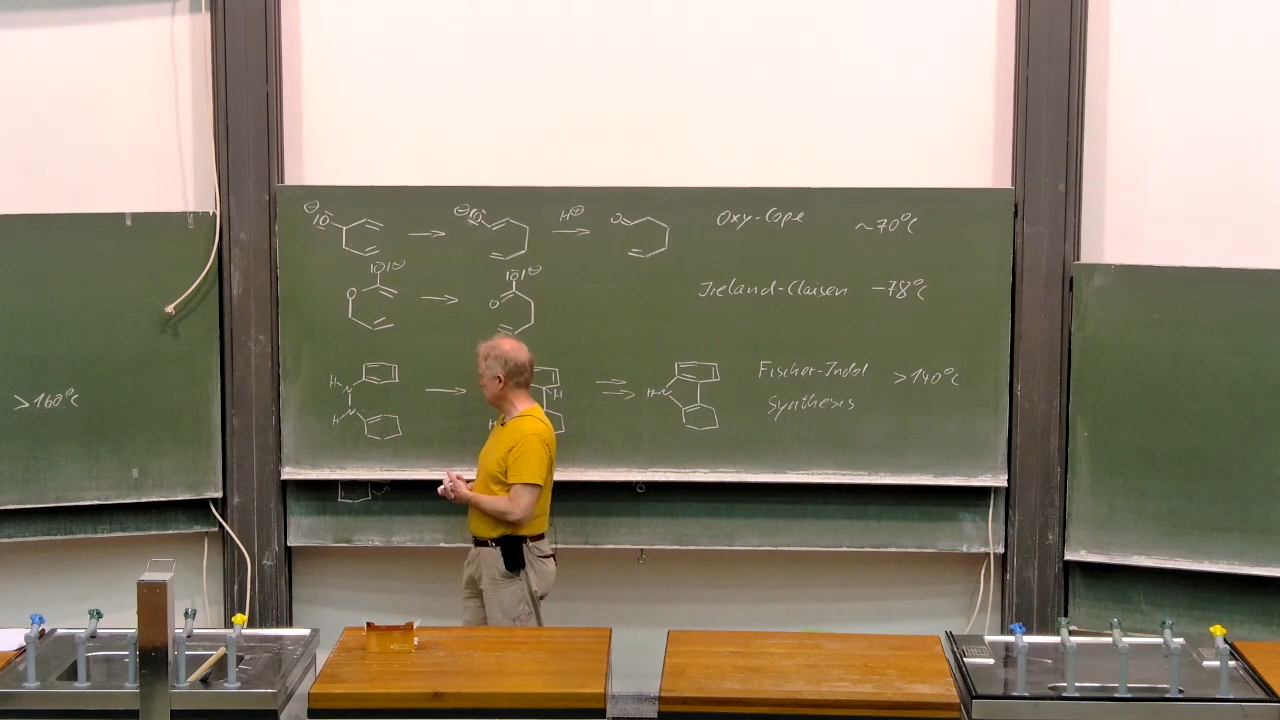 ⊖ |O̅ → ⊖ |O̅ H⊕ → O Oxy-Cope ~70°C
|O̅|⊖ O → |O̅|⊖ O Ireland-Claisen -78°C
H N N H → H H ⇉ H-N Fischer-Indol >140°C
Synthesis
>160°C